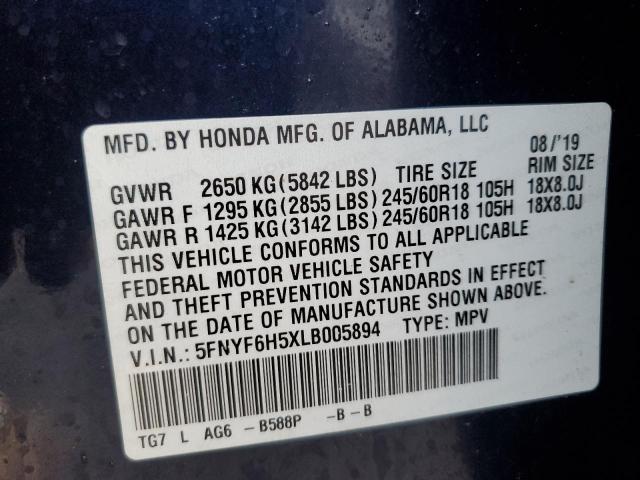 MFD. BY HONDA MFG. OF ALABAMA, LLC 08/'19
GVWR 2650 KG(5842 LBS) TIRE SIZE RIM SIZE
GAWR F 1295 KG(2855 LBS) 245/60R18 105H 18X8.0J
GAWR R 1425 KG(3142 LBS) 245/60R18 105H 18X8.0J
THIS VEHICLE CONFORMS TO ALL APPLICABLE
FEDERAL MOTOR VEHICLE SAFETY
AND THEFT PREVENTION STANDARDS IN EFFECT
ON THE DATE OF MANUFACTURE SHOWN ABOVE.
V.I.N.: 5FNYF6H5XLB005894 TYPE: MPV
TG7 L AG6 -B588P -B-B